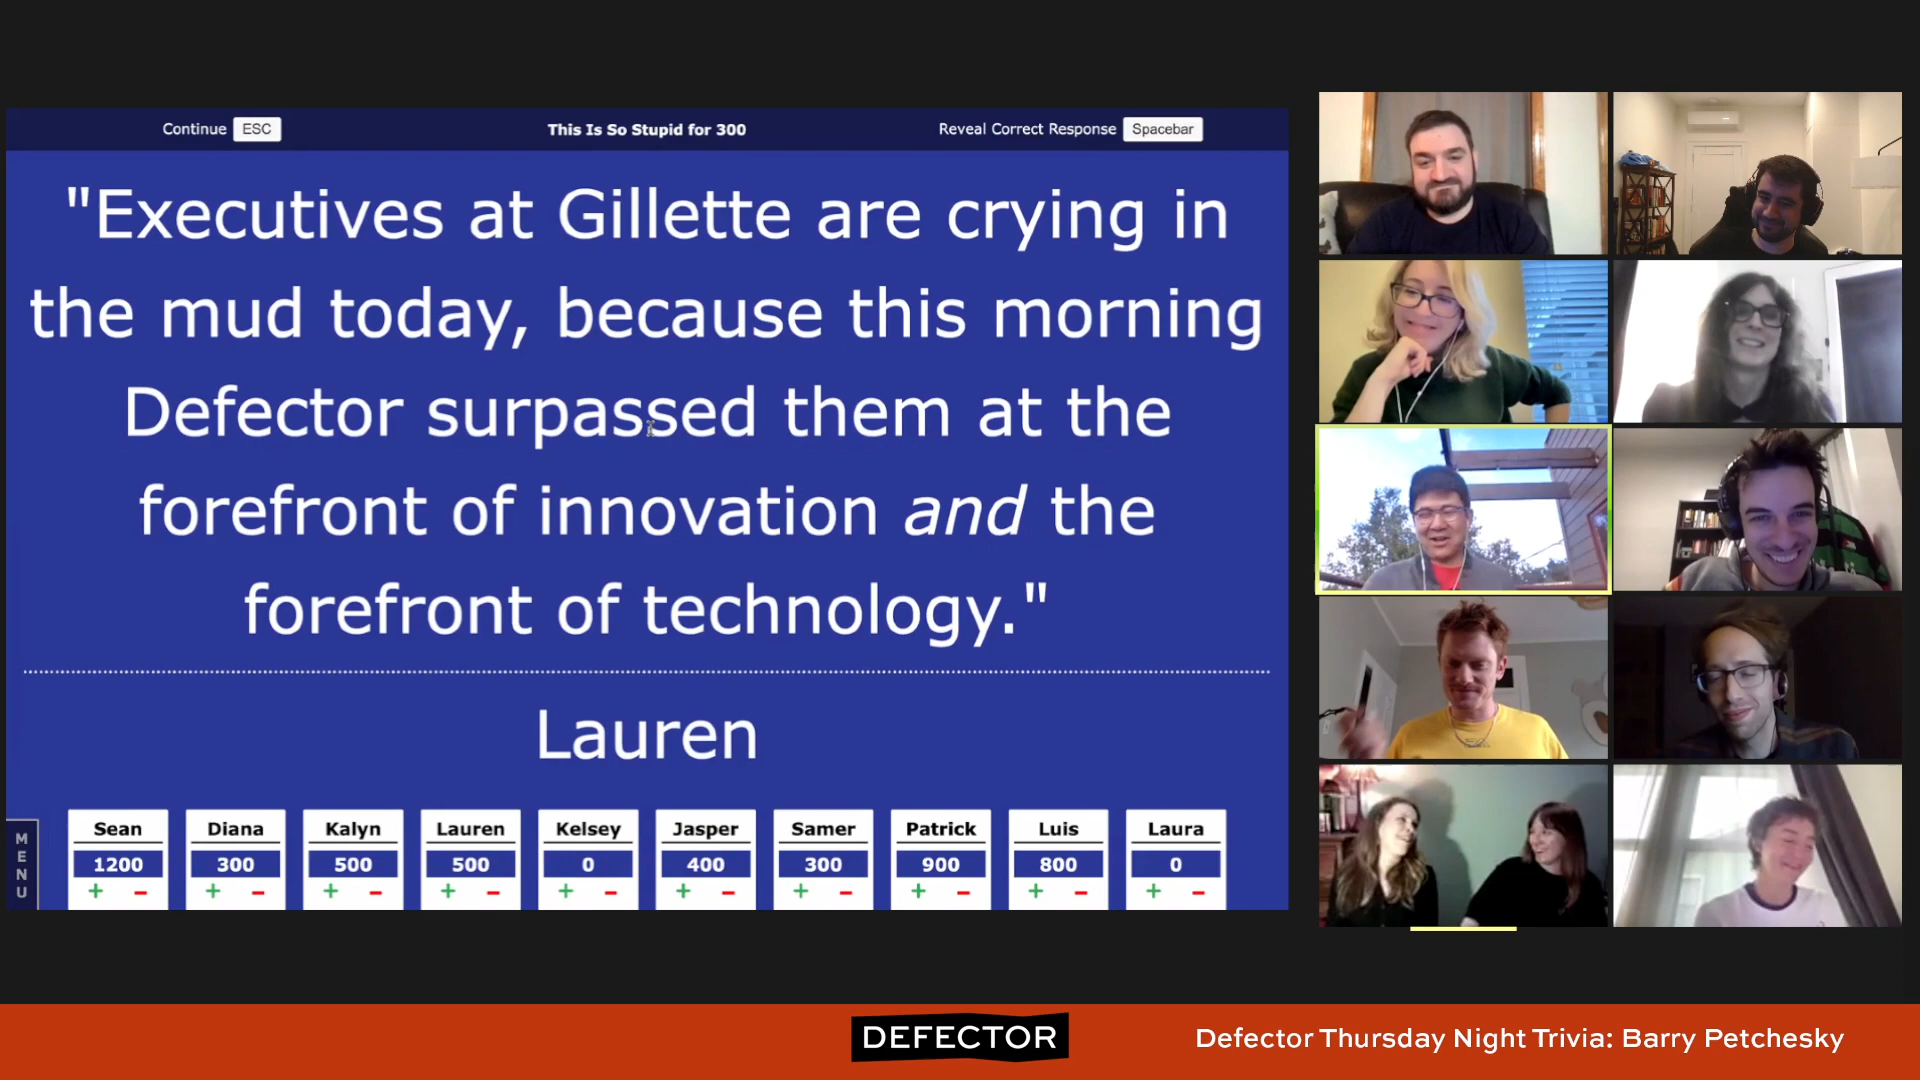 Continue ESC This Is So Stupid for 300 Reveal Correct Response Spacebar
"Executives at Gillette are crying in
the mud today, because this morning
Defector surpassed them at the
forefront of innovation and the
forefront of technology."
Lauren
MENU
Sean Diana Kalyn Lauren Kelsey Jasper Samer Patrick Luis Laura
1200 300 500 500 0 400 300 900 800 0
+ - + - + - + - + - + - + - + - + - + -
DEFECTOR Defector Thursday Night Trivia: Barry Petchesky